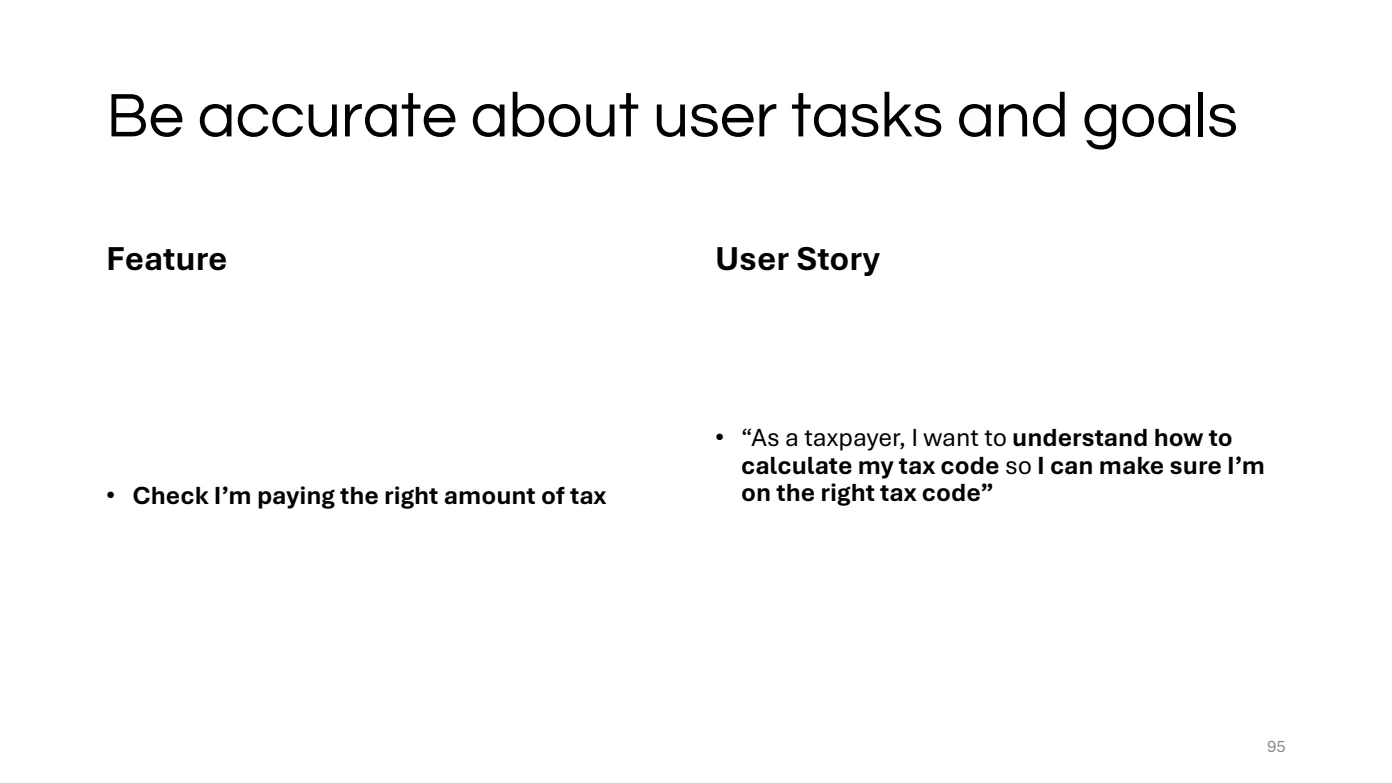 Be accurate about user tasks and goals
Feature
• Check I’m paying the right amount of tax
User Story
• “As a taxpayer, I want to understand how to
calculate my tax code so I can make sure I’m
on the right tax code”
95